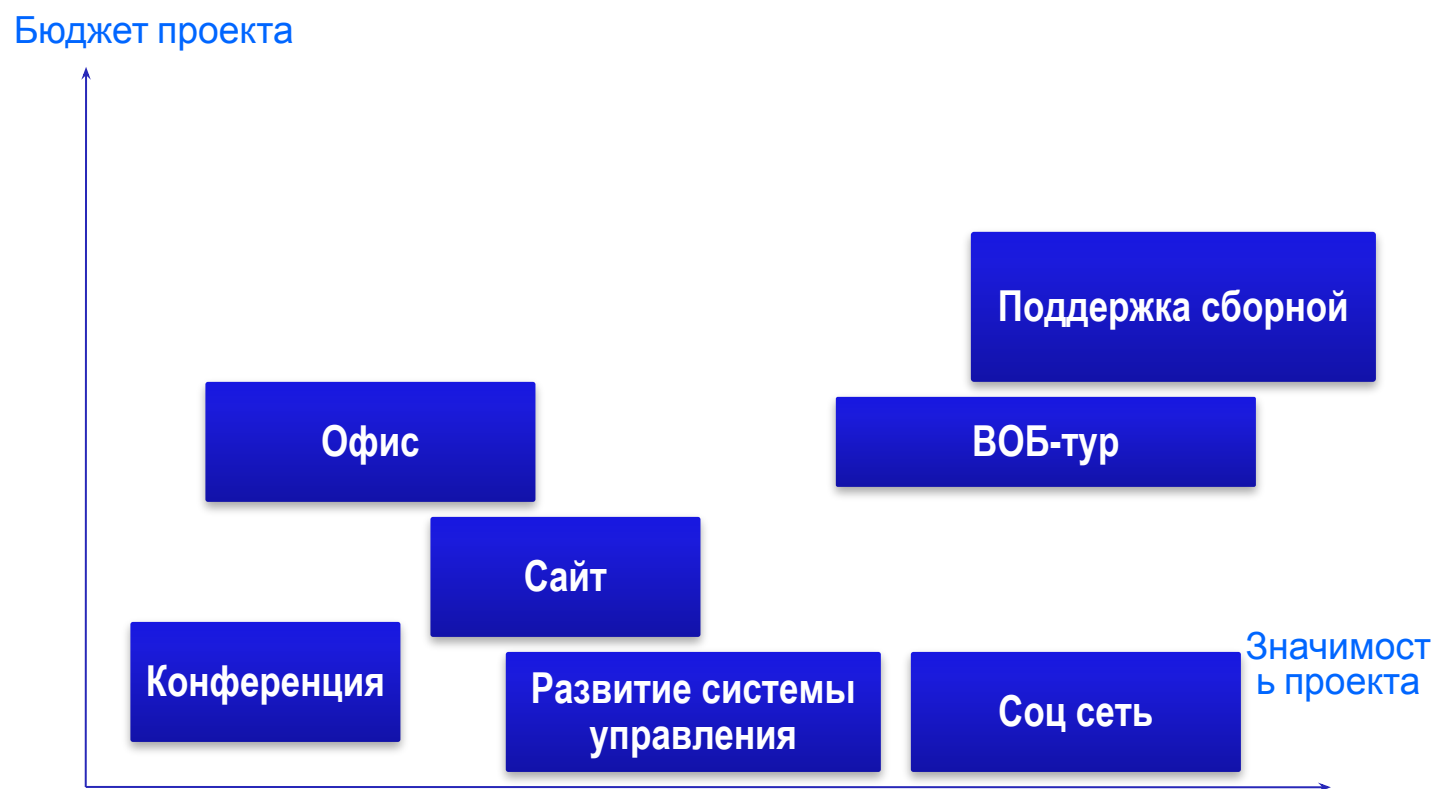 Бюджет проекта
Поддержка сборной
Офис
ВОБ-тур
Сайт
Конференция
Развитие системы
управления
Соц сеть
Значимост
ь проекта